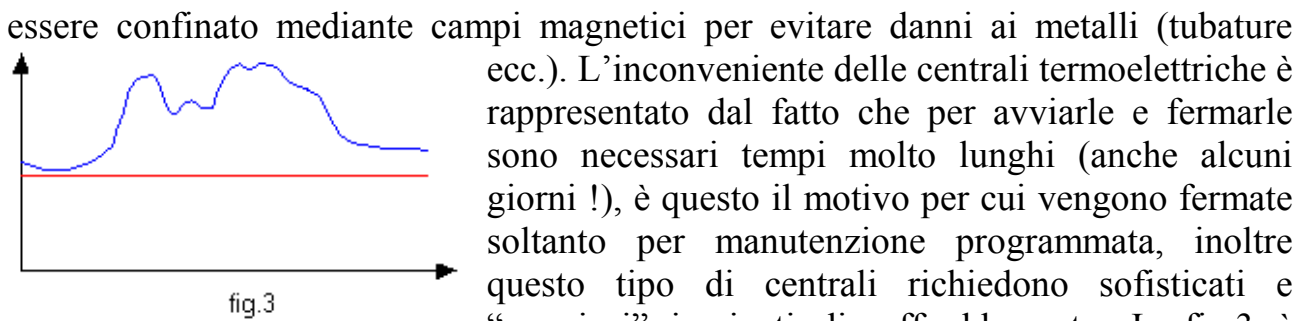 essere confinato mediante campi magnetici per evitare danni ai metalli (tubature
ecc.). L’inconveniente delle centrali termoelettriche è
rappresentato dal fatto che per avviarle e fermarle
sono necessari tempi molto lunghi (anche alcuni
giorni !), è questo il motivo per cui vengono fermate
soltanto per manutenzione programmata, inoltre
questo tipo di centrali richiedono sofisticati e
fig.3